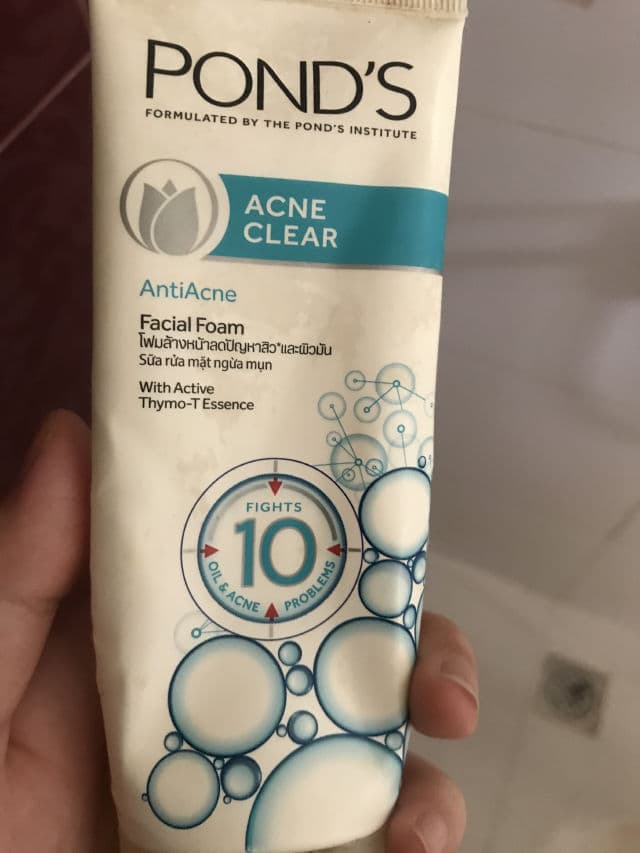 POND'S
FORMULATED BY THE POND'S INSTITUTE
ACNE
CLEAR
AntiAcne
Facial Foam
โฟมล้างหน้าลดปัญหาสิว*และผิวมัน
Sữa rửa mặt ngừa mụn
With Active
Thymo-T Essence
FIGHTS
10
OIL & ACNE PROBLEMS